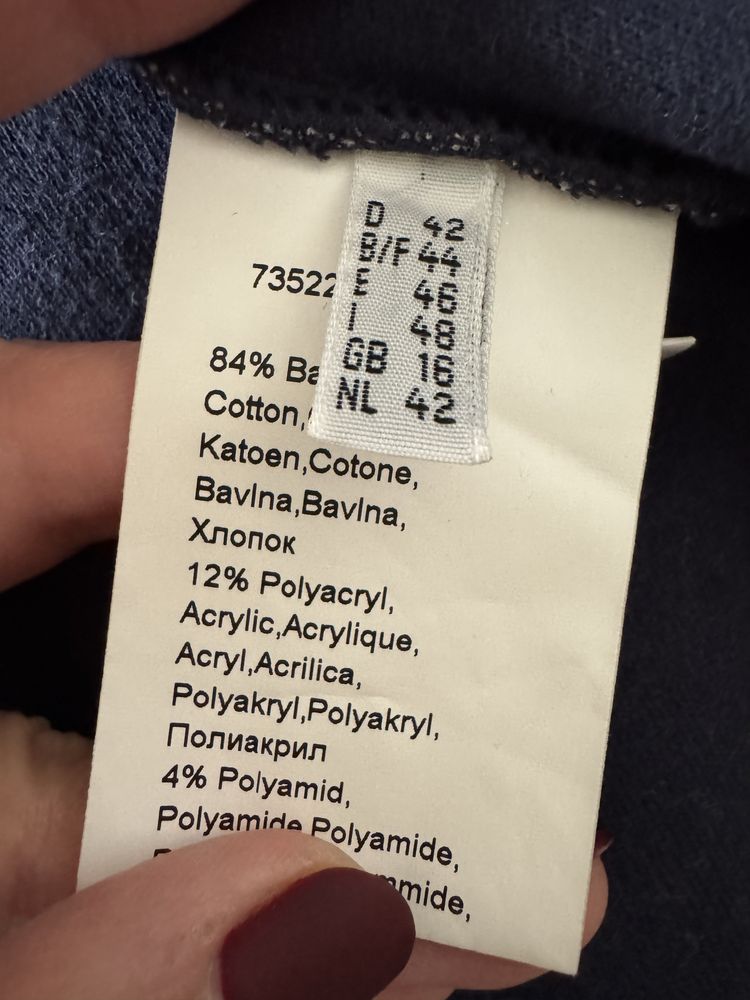 D 42
B/F 44
E 46
I 48
GB 16
NL 42
73522
84%
Cotton,
Katoen,Cotone,
Bavlna,Bavlna,
Хлопок
12% Polyacryl,
Acrylic,Acrylique,
Acryl,Acrilica,
Polyakryl,Polyakryl,
Полиакрил
4% Polyamid,
Polyamide,Polyamide,